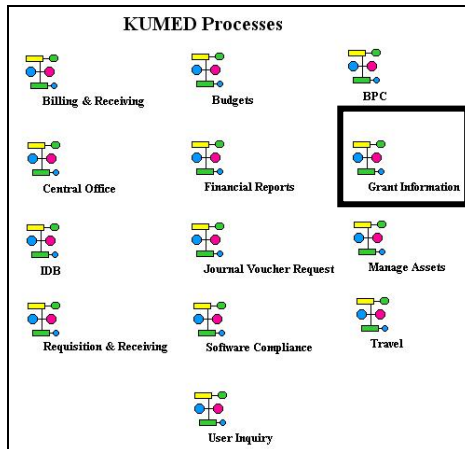 KUMED Processes
Billing & Receiving
Budgets
BPC
Central Office
Financial Reports
Grant Information
IDB
Journal Voucher Request
Manage Assets
Requisition & Receiving
Software Compliance
Travel
User Inquiry